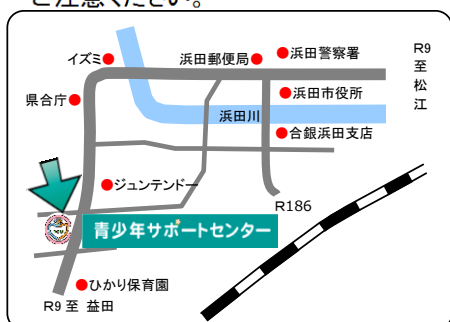 ご注意ください。
イズミ
浜田郵便局
浜田警察署
R9
至
松
江
県合庁
浜田市役所
浜田川
合銀浜田支店
ジュンテンドー
R186
青少年サポートセンター
ひかり保育園
R9 至 益田